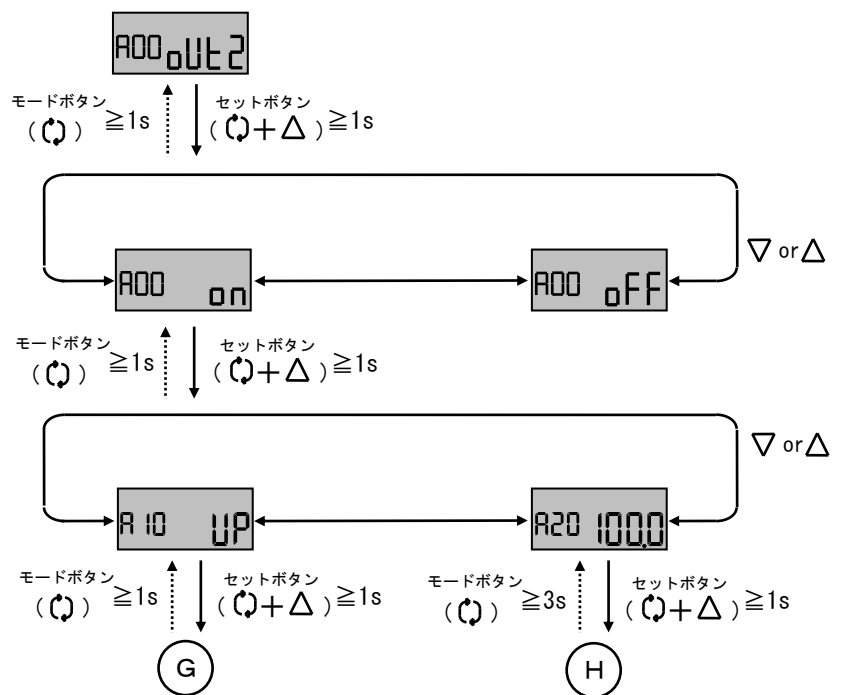 A00 oUt2
モードボタン ≧1s セットボタン ≧1s
(  ) (  +△)
▽ or△
A00 on A00 oFF
モードボタン ≧1s セットボタン ≧1s
(  ) (  +△)
▽ or△
A10 UP A20 100.0
モードボタン ≧1s セットボタン ≧1s モードボタン ≧3s セットボタン ≧1s
(  ) (  +△) (  ) (  +△)
G H